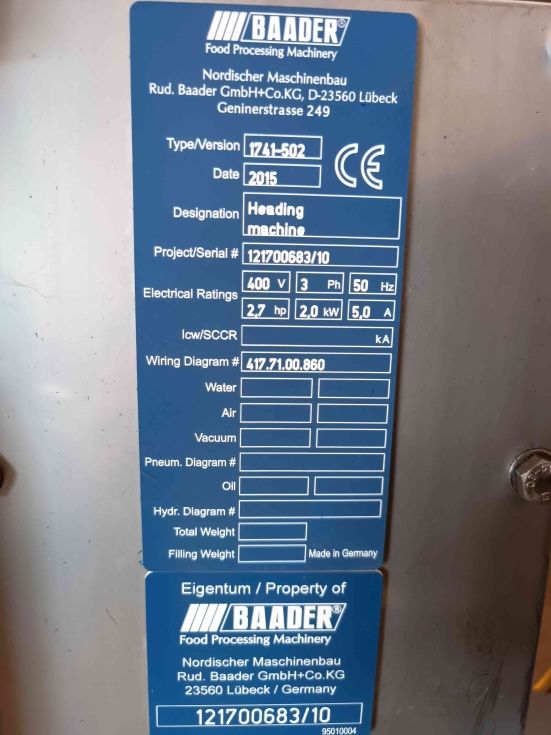 BAADER®
Food Processing Machinery
Nordischer Maschinenbau
Rud. Baader GmbH+Co.KG, D-23560 Lübeck
Geninerstrasse 249
Type/Version 1741-502
CE
Date 2015
Designation Heading
machine
Project/Serial # 121700683/10
Electrical Ratings 400 V 3 Ph 50 Hz
2,7 hp 2,0 kW 5,0 A
Icw/SCCR kA
Wiring Diagram # 417.71.00.860
Water
Air
Vacuum
Pneum. Diagram #
Oil
Hydr. Diagram #
Total Weight
Filling Weight Made in Germany
Eigentum / Property of
BAADER®
Food Processing Machinery
Nordischer Maschinenbau
Rud. Baader GmbH+Co.KG
23560 Lübeck / Germany
121700683/10
95010004